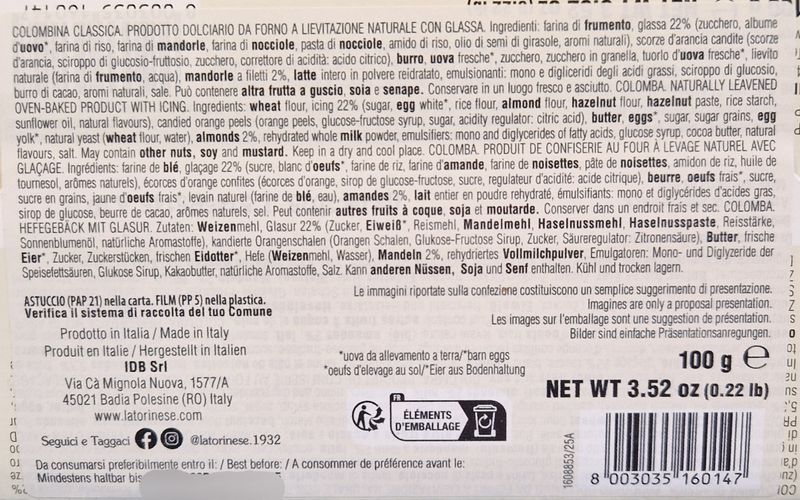 COLOMBINA CLASSICA. PRODOTTO DOLCIARIO DA FORNO A LIEVITAZIONE NATURALE CON GLASSA. Ingredienti: farina di frumento, glassa 22% (zucchero, albume
d'uovo*, farina di riso, farina di mandorle, farina di nocciole, pasta di nocciole, amido di riso, olio di semi di girasole, aromi naturali), scorze d'arancia candite (scorze
d'arancia, sciroppo di glucosio-fruttosio, zucchero, correttore di acidità: acido citrico), burro, uova fresche*, zucchero, zucchero in granella, tuorlo d'uova fresche*, lievito
naturale (farina di frumento, acqua), mandorle a filetti 2%, latte intero in polvere reidratato, emulsionanti: mono e digliceridi degli acidi grassi, sciroppo di glucosio,
burro di cacao, aromi naturali, sale. Può contenere altra frutta a guscio, soia e senape. Conservare in un luogo fresco e asciutto. COLOMBA. NATURALLY LEAVENED
OVEN-BAKED PRODUCT WITH ICING. Ingredients: wheat flour, icing 22% (sugar, egg white*, rice flour, almond flour, hazelnut flour, hazelnut paste, rice starch,
sunflower oil, natural flavours), candied orange peels (orange peels, glucose-fructose syrup, sugar, acidity regulator: citric acid), butter, eggs*, sugar, sugar grains, egg
yolk*, natural yeast (wheat flour, water), almonds 2%, rehydrated whole milk powder, emulsifiers: mono and diglycerides of fatty acids, glucose syrup, cocoa butter, natural
flavours, salt. May contain other nuts, soy and mustard. Keep in a dry and cool place. COLOMBA. PRODUIT DE CONFISERIE AU FOUR À LEVAGE NATUREL AVEC
GLAÇAGE. Ingrédients: farine de blé, glaçage 22% (sucre, blanc d'oeufs*, farine de riz, farine d'amande, farine de noisettes, pâte de noisettes, amidon de riz, huile de
tournesol, arômes naturels), écorces d'orange confites (écorces d'orange, sirop de glucose-fructose, sucre, regulateur d'acidité: acide citrique), beurre, oeufs frais*, sucre,
sucre en grains, jaune d'oeufs frais*, levain naturel (farine de blé, eau), amandes 2%, lait entier en poudre rehydraté, émulsifiants: mono et diglycérides d'acides gras,
sirop de glucose, beurre de cacao, arômes naturels, sel. Peut contenir autres fruits à coque, soja et moutarde. Conserver dans un endroit frais et sec. COLOMBA.
HEFEGEBÄCK MIT GLASUR. Zutaten: Weizenmehl, Glasur 22% (Zucker, Eiweiß*, Reismehl, Mandelmehl, Haselnussmehl, Haselnusspaste, Reisstärke,
Sonnenblumenöl, natürliche Aromastoffe), kandierte Orangenschalen (Orangen Schalen, Glukose-Fructose Sirup, Zucker, Säureregulator: Zitronensäure), Butter, frische
Eier*, Zucker, Zuckerstücken, frischen Eidotter*, Hefe (Weizenmehl, Wasser), Mandeln 2%, rehydriertes Vollmilchpulver, Emulgatoren: Mono- und Diglyzeride der
Speisefettsäuren, Glukose Sirup, Kakaobutter, natürliche Aromastoffe, Salz. Kann anderen Nüssen, Soja und Senf enthalten. Kühl und trocken lagern.
Le immagini riportate sulla confezione costituiscono un semplice suggerimento di presentazione.
ASTUCCIO (PAP 21) nella carta. FILM (PP 5) nella plastica.
Images are only a proposal presentation.
Verifica il sistema di raccolta del tuo Comune
Les images sur l'emballage sont une suggestion de présentation.
Bilder sind einfache Präsentationsanregungen.
Prodotto in Italia / Made in Italy
Produit en Italie / Hergestellt in Italien
IDB Srl
Via Cà Mignola Nuova, 1577/A
45021 Badia Polesine (RO) Italy
www.latorinese.com
*uova da allevamento a terra/*barn eggs
*oeufs d'elevage au sol/*Eier aus Bodenhaltung
100 g e
NET WT 3.52 oz (0.22 lb)
FR
ÉLÉMENTS
D'EMBALLAGE
Seguici e Taggaci @latorinese.1932
1608853/25A
8 003035 160147
Da consumarsi preferibilmente entro il: / Best before: / A consommer de préférence avant le:
Mindestens haltbar bis